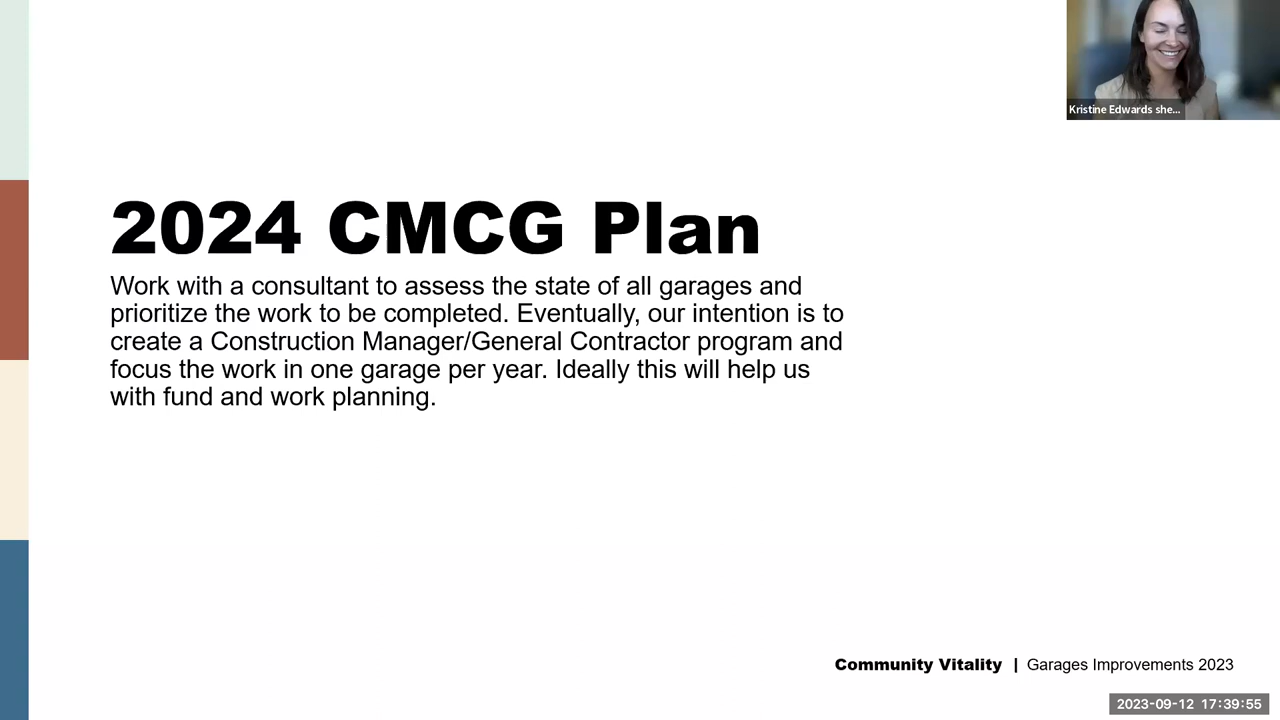 Kristine Edwards she...
2024 CMCG Plan
Work with a consultant to assess the state of all garages and
prioritize the work to be completed. Eventually, our intention is to
create a Construction Manager/General Contractor program and
focus the work in one garage per year. Ideally this will help us
with fund and work planning.
Community Vitality | Garages Improvements 2023
2023-09-12 17:39:55